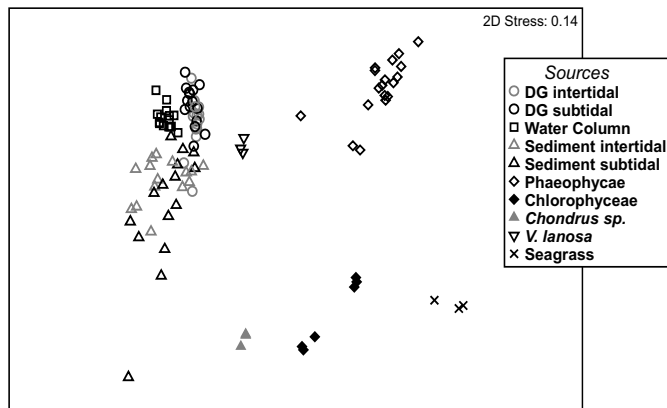 2D Stress: 0.14
Sources
DG intertidal
DG subtidal
Water Column
Sediment intertidal
Sediment subtidal
Phaeophycae
Chlorophyceae
Chondrus sp.
V. lanosa
Seagrass